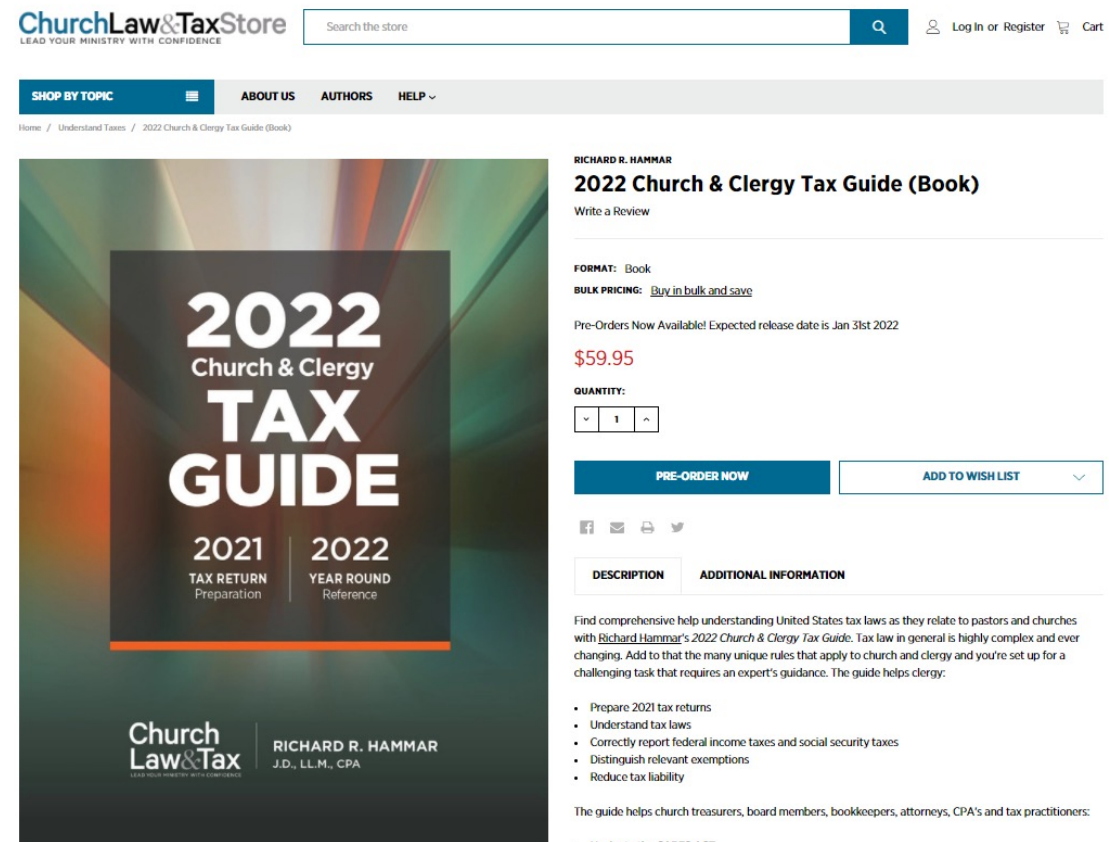 ChurchLaw&TaxStore
LEAD YOUR MINISTRY WITH CONFIDENCE
Search the store
Log In or Register
Cart
SHOP BY TOPIC
ABOUT US
AUTHORS
HELP
Home / Understand Taxes / 2022 Church & Clergy Tax Guide (Book)
2022
Church & Clergy
TAX
GUIDE
2021
TAX RETURN
Preparation
2022
YEAR ROUND
Reference
Church
Law&Tax
LEAD YOUR MINISTRY WITH CONFIDENCE
RICHARD R. HAMMAR
J.D., LL.M., CPA
RICHARD R. HAMMAR
2022 Church & Clergy Tax Guide (Book)
Write a Review
FORMAT: Book
BULK PRICING: Buy in bulk and save
Pre-Orders Now Available! Expected release date is Jan 31st 2022
$59.95
QUANTITY:
1
PRE-ORDER NOW
ADD TO WISH LIST
DESCRIPTION
ADDITIONAL INFORMATION
Find comprehensive help understanding United States tax laws as they relate to pastors and churches
with Richard Hammar's 2022 Church & Clergy Tax Guide. Tax law in general is highly complex and ever
changing. Add to that the many unique rules that apply to church and clergy and you're set up for a
challenging task that requires an expert's guidance. The guide helps clergy:
• Prepare 2021 tax returns
• Understand tax laws
• Correctly report federal income taxes and social security taxes
• Distinguish relevant exemptions
• Reduce tax liability
The guide helps church treasurers, board members, bookkeepers, attorneys, CPA's and tax practitioners: